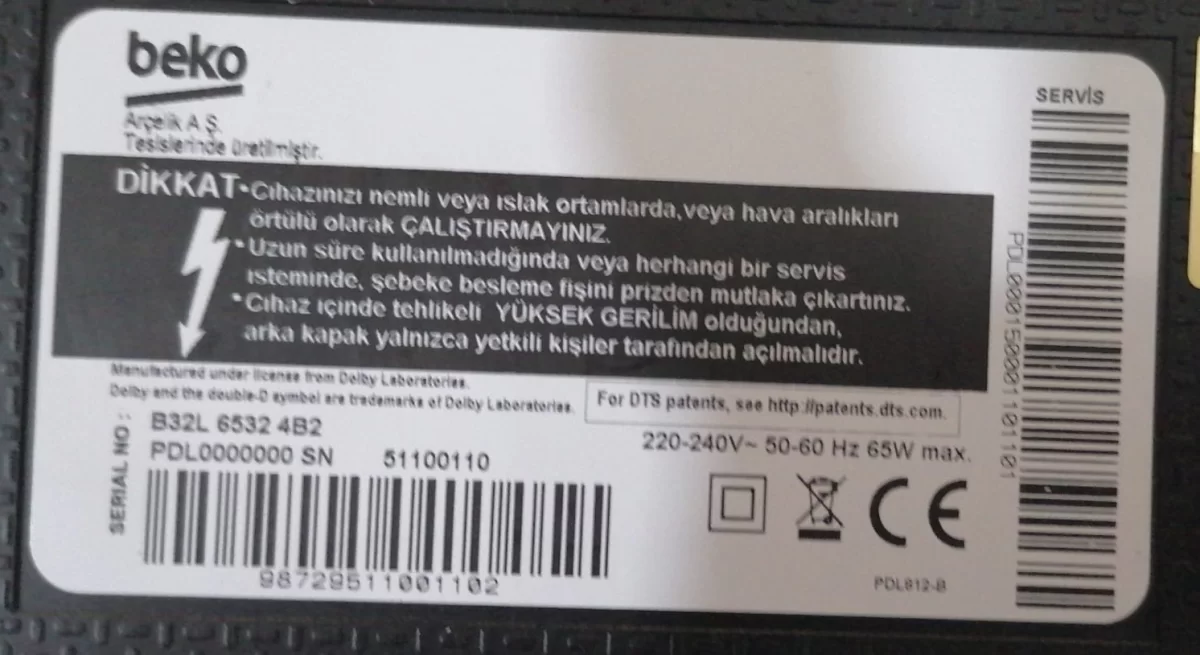 beko
Arçelik A.Ş.
Tesislerinde üretilmiştir.
SERVİS
DİKKAT•Cihazınızı nemli veya ıslak ortamlarda,veya hava aralıkları
örtülü olarak ÇALIŞTIRMAYINIZ.
•Uzun süre kullanılmadığında veya herhangi bir servis
isteminde, şebeke besleme fişini prizden mutlaka çıkartınız.
•Cihaz içinde tehlikeli YÜKSEK GERİLİM olduğundan,
arka kapak yalnızca yetkili kişiler tarafından açılmalıdır.
Manufactured under license from Dolby Laboratories.
Dolby and the double-D symbol are trademarks of Dolby Laboratories.
For DTS patents, see http://patents.dts.com.
SERIAL NO :
B32L 6532 4B2
PDL0000000 SN 51100110
220-240V~ 50-60 Hz 65W max.
98729511001102
CE
PDL812-B